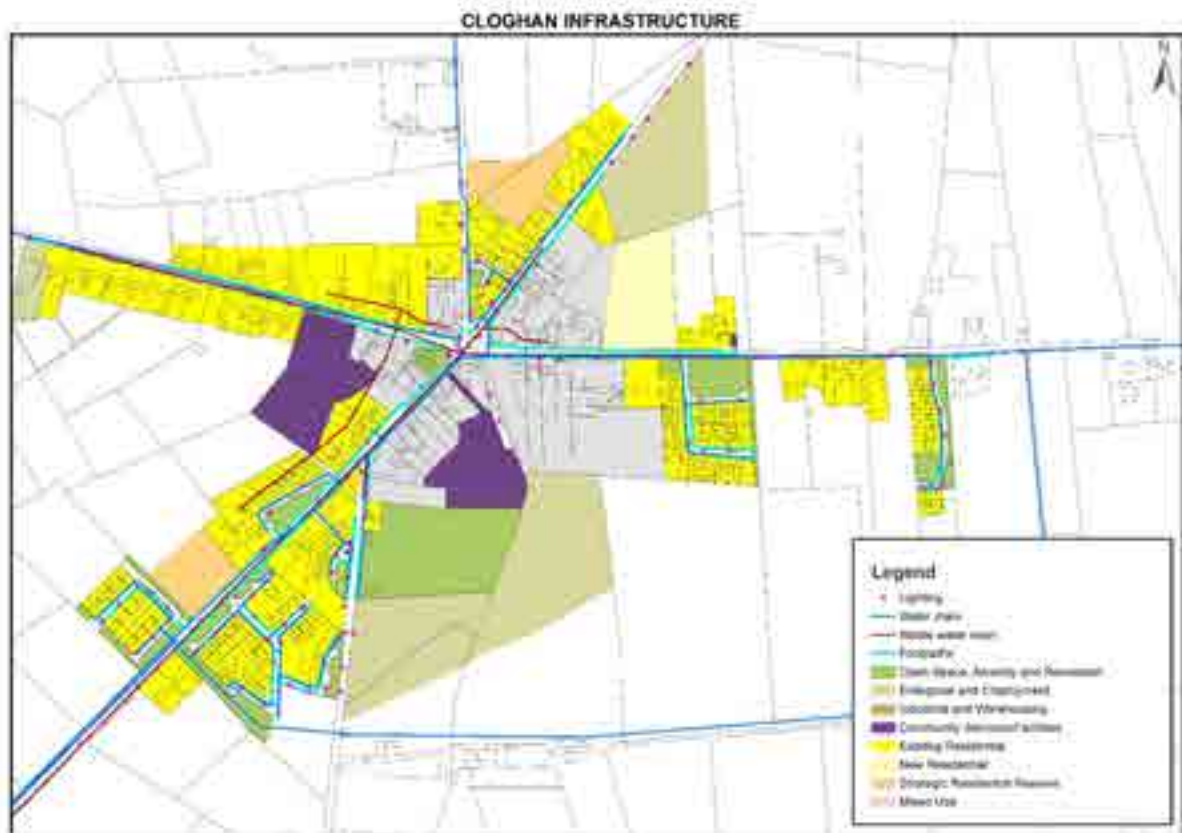 CLOGHAN INFRASTRUCTURE
N
Legend
Lighting
Water main
Waste water main
Footpaths
Open Space, Amenity and Recreation
Enterprise and Employment
Industrial and Warehousing
Community Services/Facilities
Existing Residential
New Residential
Strategic Residential Reserve
Mixed Use